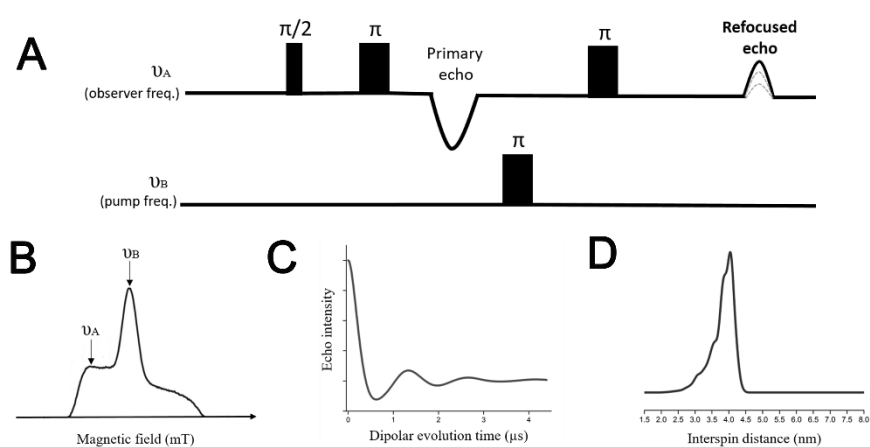 A
π/2
π
π
Primary
echo
Refocused
echo
υA
(observer freq.)
π
υB
(pump freq.)
B
υB
υA
Magnetic field (mT)
C
Echo intensity
0 1 2 3 4
Dipolar evolution time (µs)
D
1.5 2.0 2.5 3.0 3.5 4.0 4.5 5.0 5.5 6.0 6.5 7.0 7.5 8.0
Interspin distance (nm)